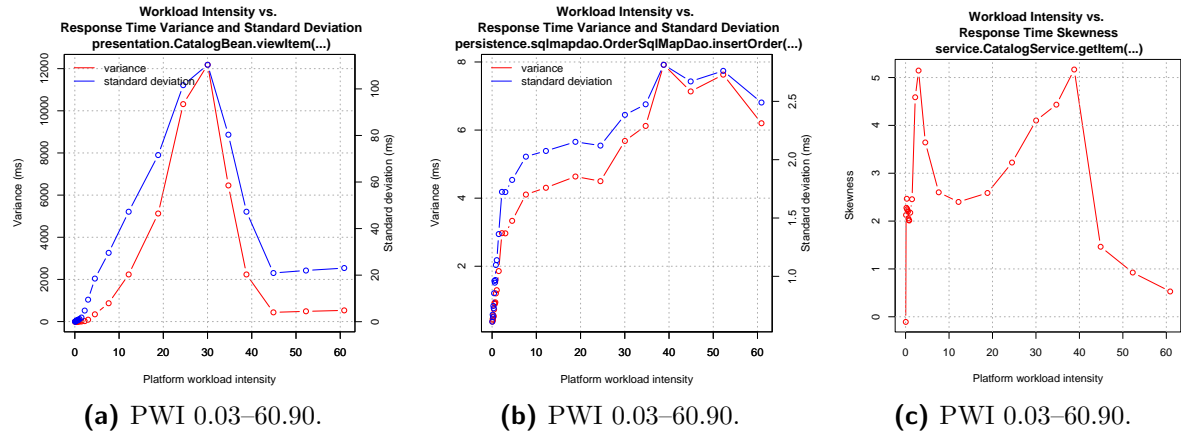 Workload Intensity vs.
Response Time Variance and Standard Deviation
presentation.CatalogBean.viewItem(...)
variance
standard deviation
Variance (ms)
0
2000
4000
6000
8000
10000
12000
Standard deviation (ms)
0
20
40
60
80
100
0
10
20
30
40
50
60
Platform workload intensity
(a) PWI 0.03–60.90.
Workload Intensity vs.
Response Time Variance and Standard Deviation
persistence.sqlmapdao.OrderSqlMapDao.insertOrder(...)
variance
standard deviation
Variance (ms)
2
4
6
8
Standard deviation (ms)
1.0
1.5
2.0
2.5
0
10
20
30
40
50
60
Platform workload intensity
(b) PWI 0.03–60.90.
Workload Intensity vs.
Response Time Skewness
service.CatalogService.getItem(...)
Skewness
0
1
2
3
4
5
0
10
20
30
40
50
60
Platform workload intensity
(c) PWI 0.03–60.90.